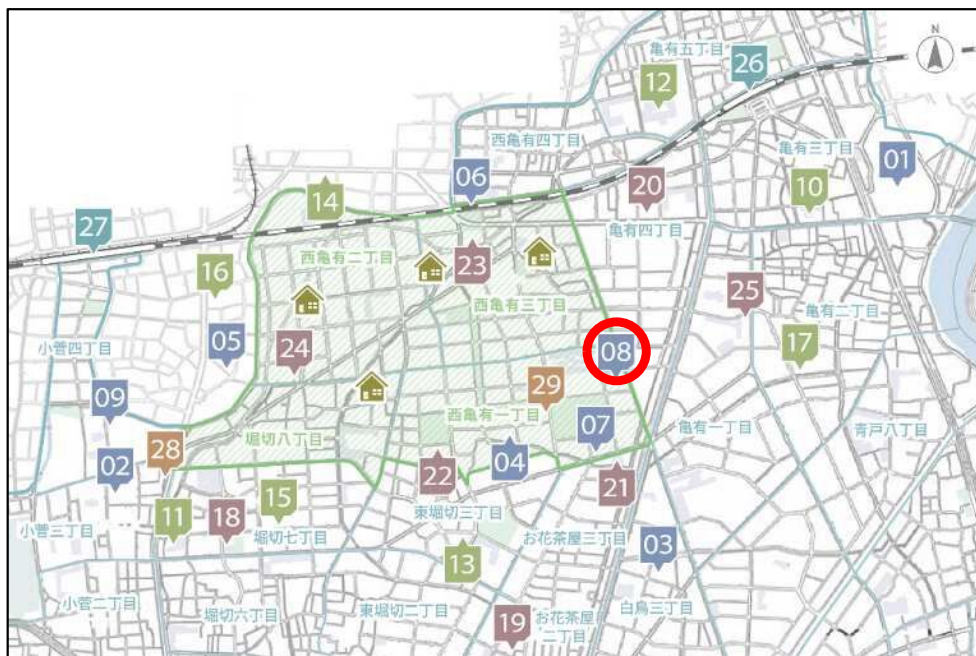 N
亀有五丁目
26
12
西亀有四丁目
亀有三丁目
01
06
20
10
14
亀有四丁目
27
西亀有二丁目
23
16
25
西亀有三丁目
亀有二丁目
小菅四丁目
05
24
08
17
09
29
西亀有一丁目
07
亀有一丁目
青戸八丁目
堀切八丁目
28
02
04
22
21
15
東堀切三丁目
11
18
小菅三丁目
堀切七丁目
お花茶屋三丁目
03
13
小菅二丁目
堀切六丁目
東堀切二丁目
お花茶屋
二丁目
白鳥三丁目
19